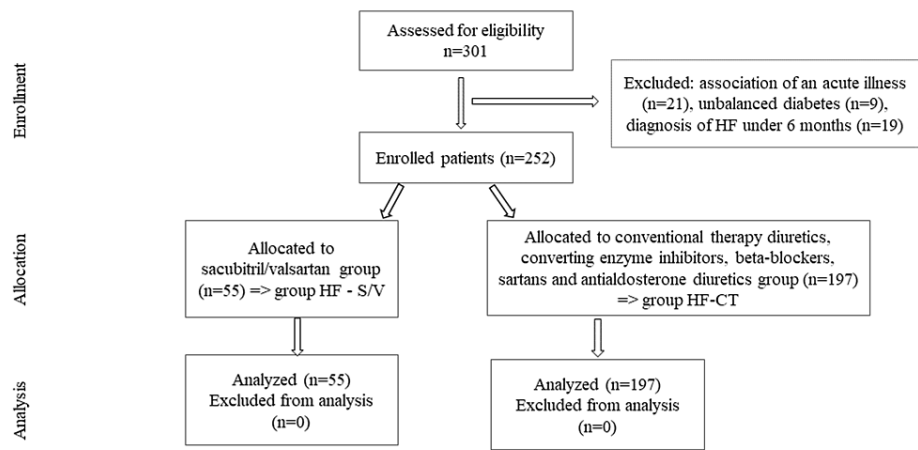 Enrollment
Assessed for eligibility
n=301
Excluded: association of an acute illness
(n=21), unbalanced diabetes (n=9),
diagnosis of HF under 6 months (n=19)
Enrolled patients (n=252)
Allocation
Allocated to
sacubitril/valsartan group
(n=55) => group HF - S/V
Allocated to conventional therapy diuretics,
converting enzyme inhibitors, beta-blockers,
sartans and antialdosterone diuretics group (n=197)
=> group HF-CT
Analysis
Analyzed (n=55)
Excluded from analysis
(n=0)
Analyzed (n=197)
Excluded from analysis
(n=0)